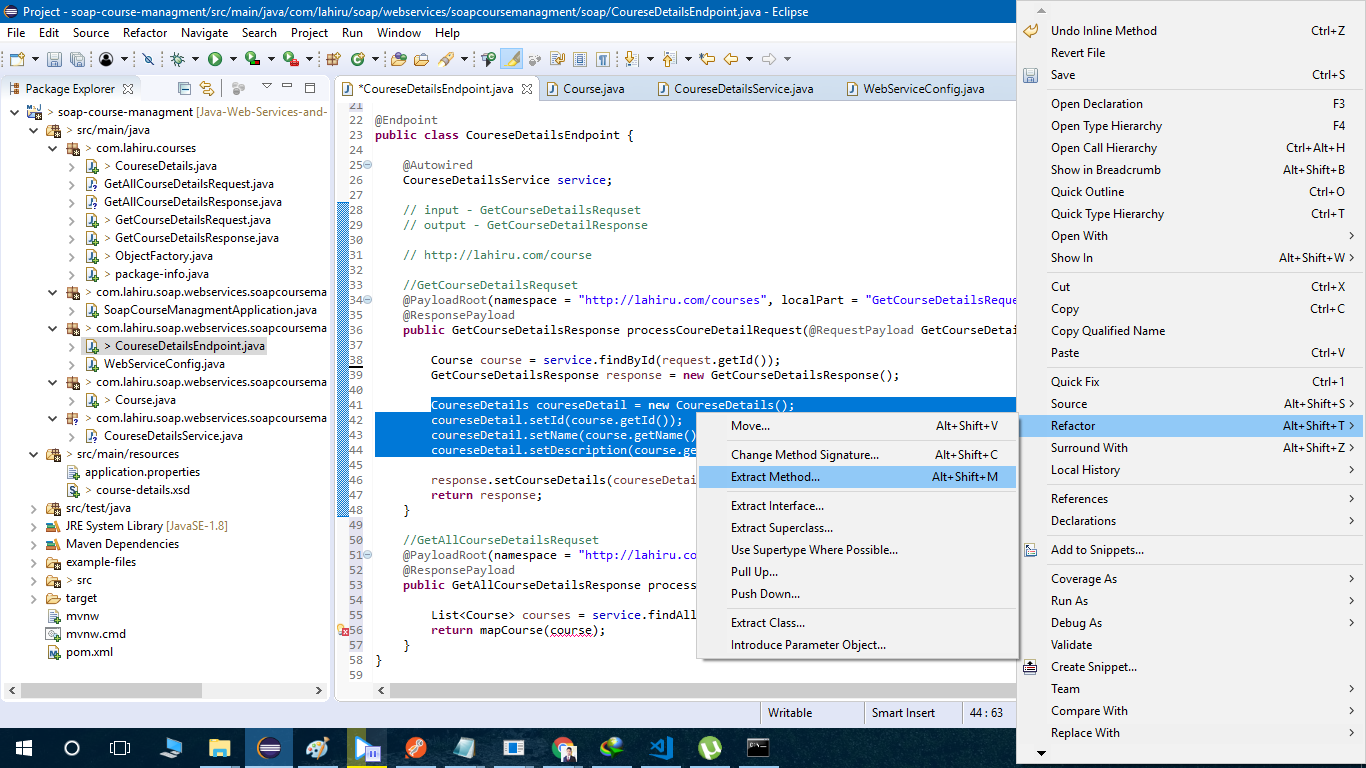 Project - soap-course-managment/src/main/java/com/lahiru/soap/webservices/soapcoursemanagment/soap/CoureseDetailsEndpoint.java - Eclipse
File Edit Source Refactor Navigate Search Project Run Window Help
Package Explorer
> soap-course-managment [Java-Web-Services-and-
> src/main/java
> com.lahiru.courses
> CoureseDetails.java
GetAllCourseDetailsRequest.java
GetAllCourseDetailsResponse.java
> GetCourseDetailsRequest.java
> GetCourseDetailsResponse.java
> ObjectFactory.java
> package-info.java
> com.lahiru.soap.webservices.soapcoursema
> SoapCourseManagmentApplication.java
> com.lahiru.soap.webservices.soapcoursema
> CoureseDetailsEndpoint.java
WebServiceConfig.java
> com.lahiru.soap.webservices.soapcoursema
> Course.java
> com.lahiru.soap.webservices.soapcoursema
CoureseDetailsService.java
> src/main/resources
application.properties
> course-details.xsd
src/test/java
JRE System Library [JavaSE-1.8]
Maven Dependencies
example-files
> src
target
mvnw
mvnw.cmd
pom.xml
*CoureseDetailsEndpoint.java Course.java CoureseDetailsService.java WebServiceConfig.java
21
22 @Endpoint
23 public class CoureseDetailsEndpoint {
24
25 @Autowired
26 CoureseDetailsService service;
27
28 // input - GetCourseDetailsRequset
29 // output - GetCourseDetailResponse
30
31 // http://lahiru.com/course
32
33 //GetCourseDetailsRequset
34 @PayloadRoot(namespace = "http://lahiru.com/courses", localPart = "GetCourseDetailsReque
35 @ResponsePayload
36 public GetCourseDetailsResponse processCoureDetailRequest(@RequestPayload GetCourseDetai
37
38 Course course = service.findById(request.getId());
39 GetCourseDetailsResponse response = new GetCourseDetailsResponse();
40
41 CoureseDetails coureseDetail = new CoureseDetails();
42 coureseDetail.setId(course.getId());
43 coureseDetail.setName(course.getName()
44 coureseDetail.setDescription(course.ge
45
46 response.setCourseDetails(coureseDetai
47 return response;
48 }
49
50 //GetAllCourseDetailsRequset
51 @PayloadRoot(namespace = "http://lahiru.co
52 @ResponsePayload
53 public GetAllCourseDetailsResponse process
54
55 List<Course> courses = service.findAll
56 return mapCourse(course);
57 }
58 }
59
Move... Alt+Shift+V
Change Method Signature... Alt+Shift+C
Extract Method... Alt+Shift+M
Extract Interface...
Extract Superclass...
Use Supertype Where Possible...
Pull Up...
Push Down...
Extract Class...
Introduce Parameter Object...
Undo Inline Method Ctrl+Z
Revert File
Save Ctrl+S
Open Declaration F3
Open Type Hierarchy F4
Open Call Hierarchy Ctrl+Alt+H
Show in Breadcrumb Alt+Shift+B
Quick Outline Ctrl+O
Quick Type Hierarchy Ctrl+T
Open With
Show In Alt+Shift+W
Cut Ctrl+X
Copy Ctrl+C
Copy Qualified Name
Paste Ctrl+V
Quick Fix Ctrl+1
Source Alt+Shift+S
Refactor Alt+Shift+T
Surround With Alt+Shift+Z
Local History
References
Declarations
Add to Snippets...
Coverage As
Run As
Debug As
Validate
Create Snippet...
Team
Compare With
Replace With
Writable Smart Insert 44 : 63